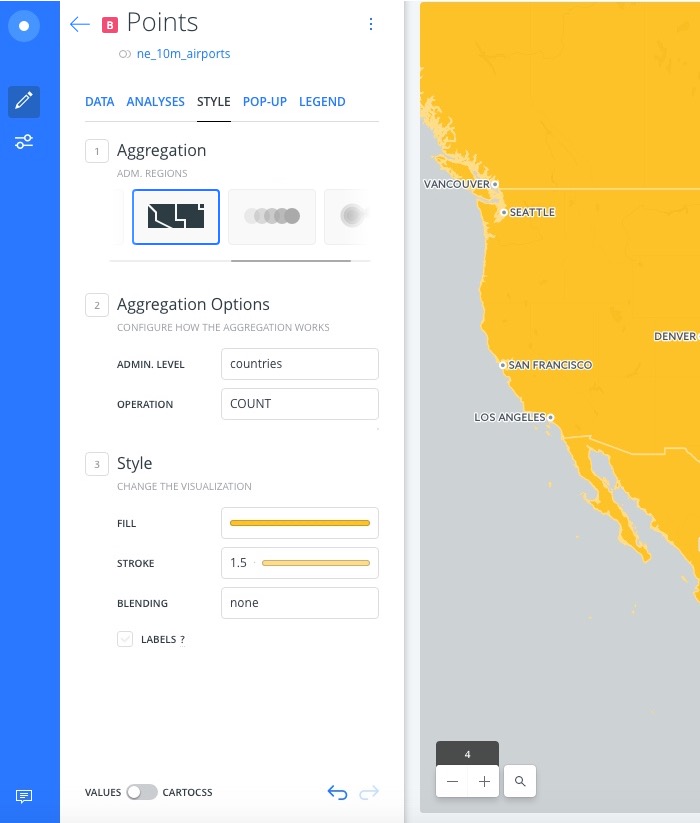 B Points
ne_10m_airports
DATA ANALYSES STYLE POP-UP LEGEND
1 Aggregation
ADM. REGIONS
2 Aggregation Options
CONFIGURE HOW THE AGGREGATION WORKS
ADMIN. LEVEL countries
OPERATION COUNT
3 Style
CHANGE THE VISUALIZATION
FILL
STROKE 1.5
BLENDING none
LABELS ?
VALUES CARTOCSS
VANCOUVER
SEATTLE
DENVER
SAN FRANCISCO
LOS ANGELES
4